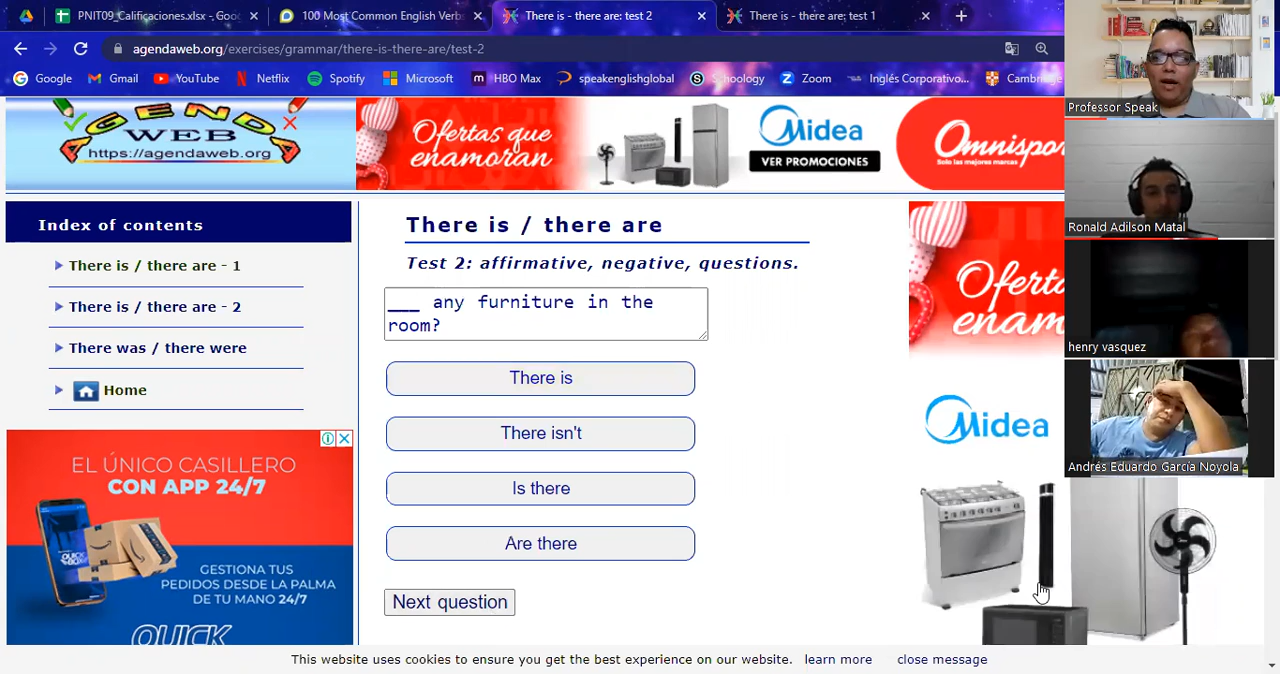 PNIT09_Calificaciones.xlsx - Goo
100 Most Common English Verb
There is - there are: test 2
There is - there are: test 1
agendaweb.org/exercises/grammar/there-is-there-are/test-2
Google
Gmail
YouTube
Netflix
Spotify
Microsoft
HBO Max
speakenglishglobal
Schoology
Zoom
Inglés Corporativo...
Cambridge
Professor Speak
GEND
WEB
https://agendaweb.org
Ofertas que
enamoran
Midea
VER PROMOCIONES
Omnispor
Solo las mejores marcas
Ronald Adilson Matal
Index of contents
There is / there are - 1
There is / there are - 2
There was / there were
Home
There is / there are
Test 2: affirmative, negative, questions.
___ any furniture in the
room?
There is
There isn't
Is there
Are there
Next question
Oferta
enam
henry vasquez
Midea
Andrés Eduardo García Noyola
EL ÚNICO CASILLERO
CON APP 24/7
GESTIONA TUS
PEDIDOS DESDE LA PALMA
DE TU MANO 24/7
QUICK
This website uses cookies to ensure you get the best experience on our website. learn more close message